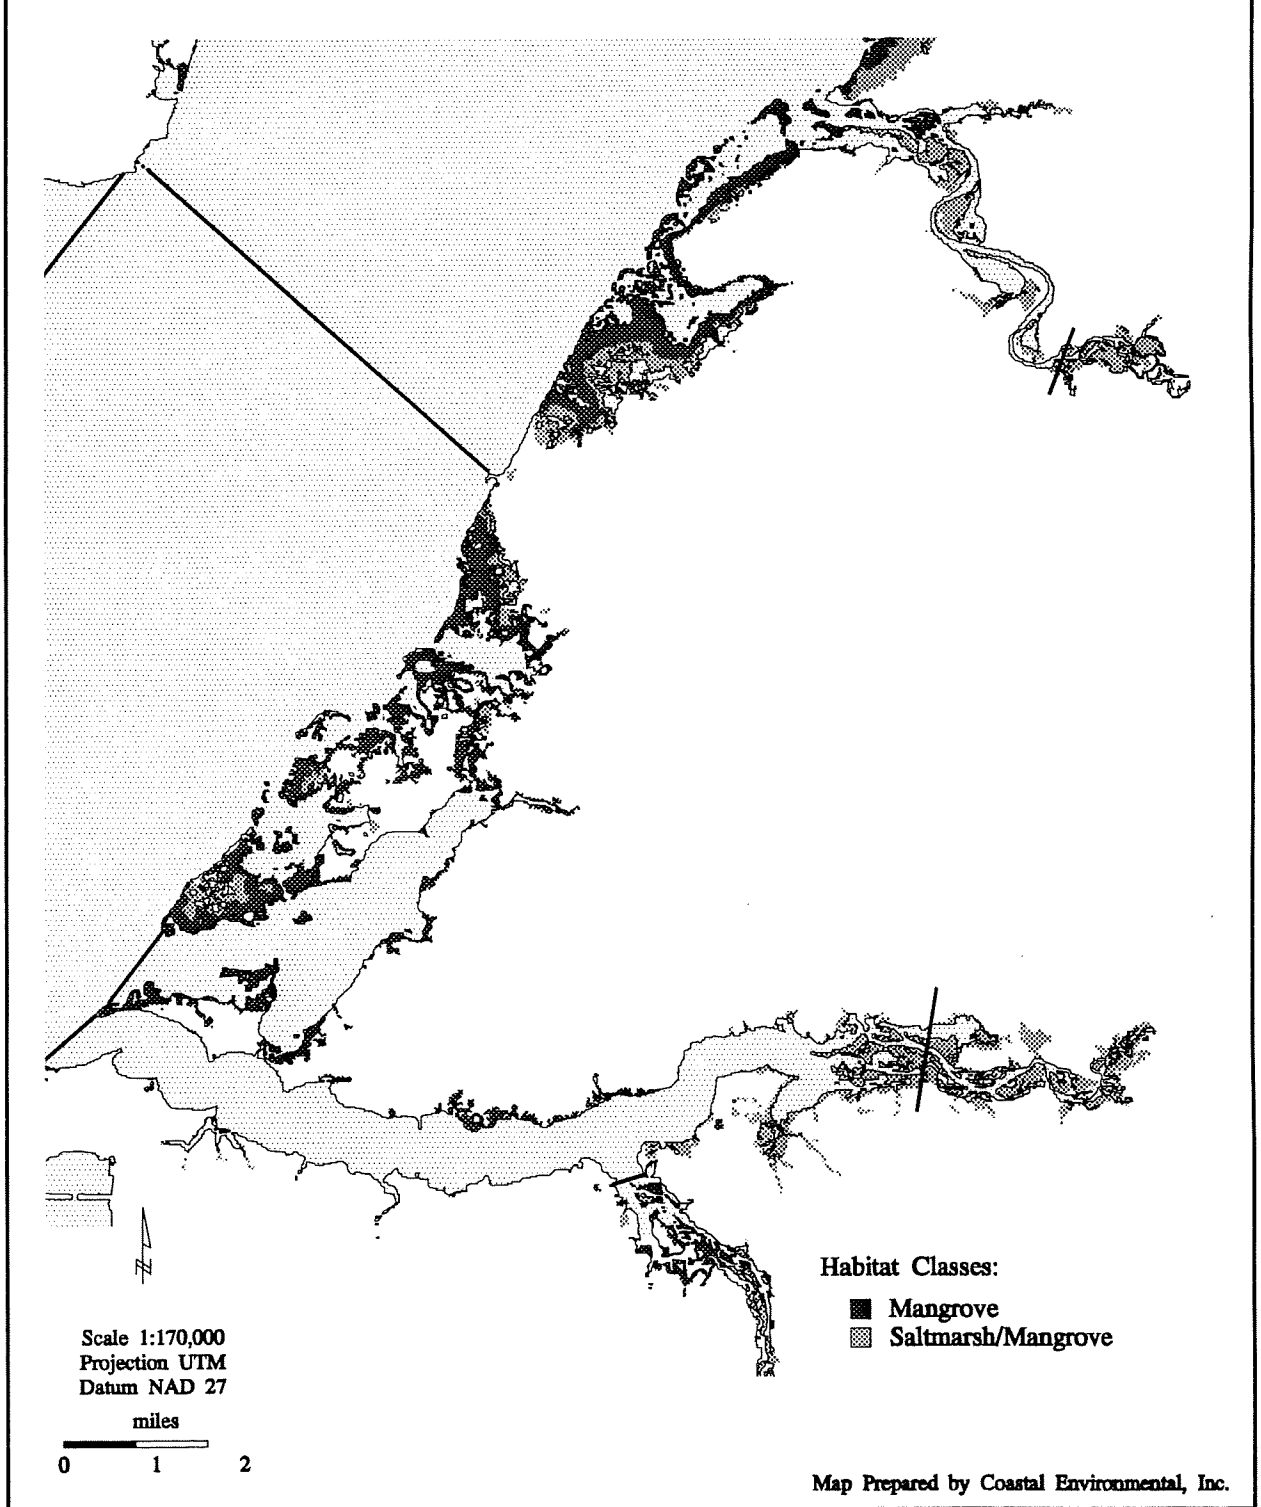 Habitat Classes:
Mangrove
Saltmarsh/Mangrove
Scale 1:170,000
Projection UTM
Datum NAD 27
miles
0 1 2
N
Map Prepared by Coastal Environmental, Inc.